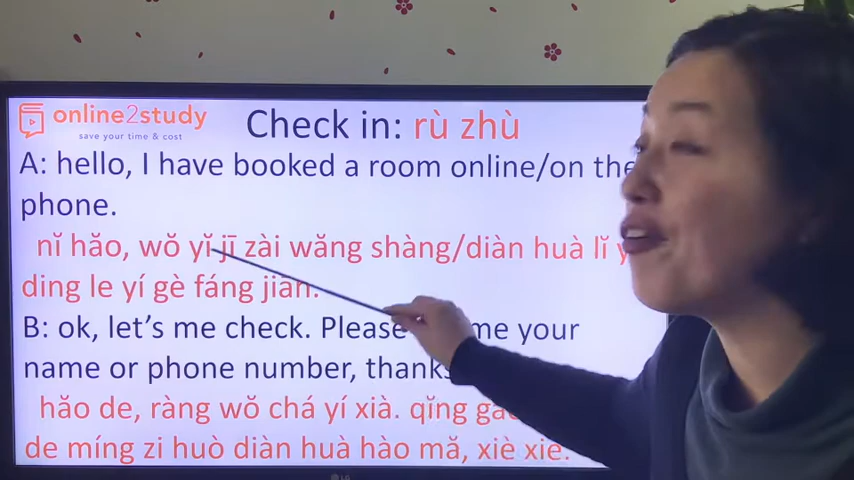 online2study
save your time & cost
Check in: rù zhù
A: hello, I have booked a room online/on the
phone.
nǐ hǎo, wǒ yǐ jī zài wǎng shàng/diàn huà lǐ y
ding le yí gè fáng jiān.
B: ok, let's me check. Please me your
name or phone number, thanks
hǎo de, ràng wǒ chá yí xià. qǐng
de míng zi huò diàn huà hào mǎ, xiè xie.
LG